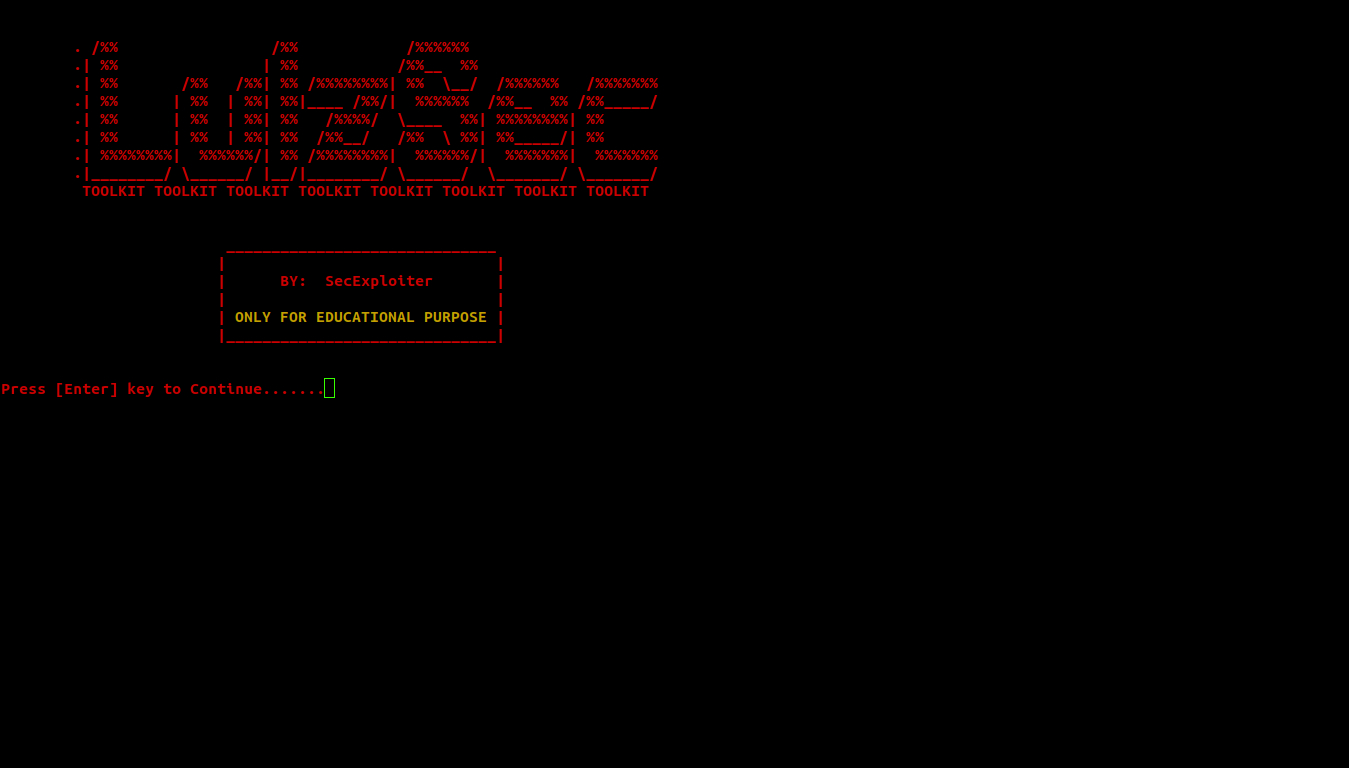 LulzSec
TOOLKIT TOOLKIT TOOLKIT TOOLKIT TOOLKIT TOOLKIT TOOLKIT TOOLKIT
BY:  SecExploiter
ONLY FOR EDUCATIONAL PURPOSE
Press [Enter] key to Continue.......